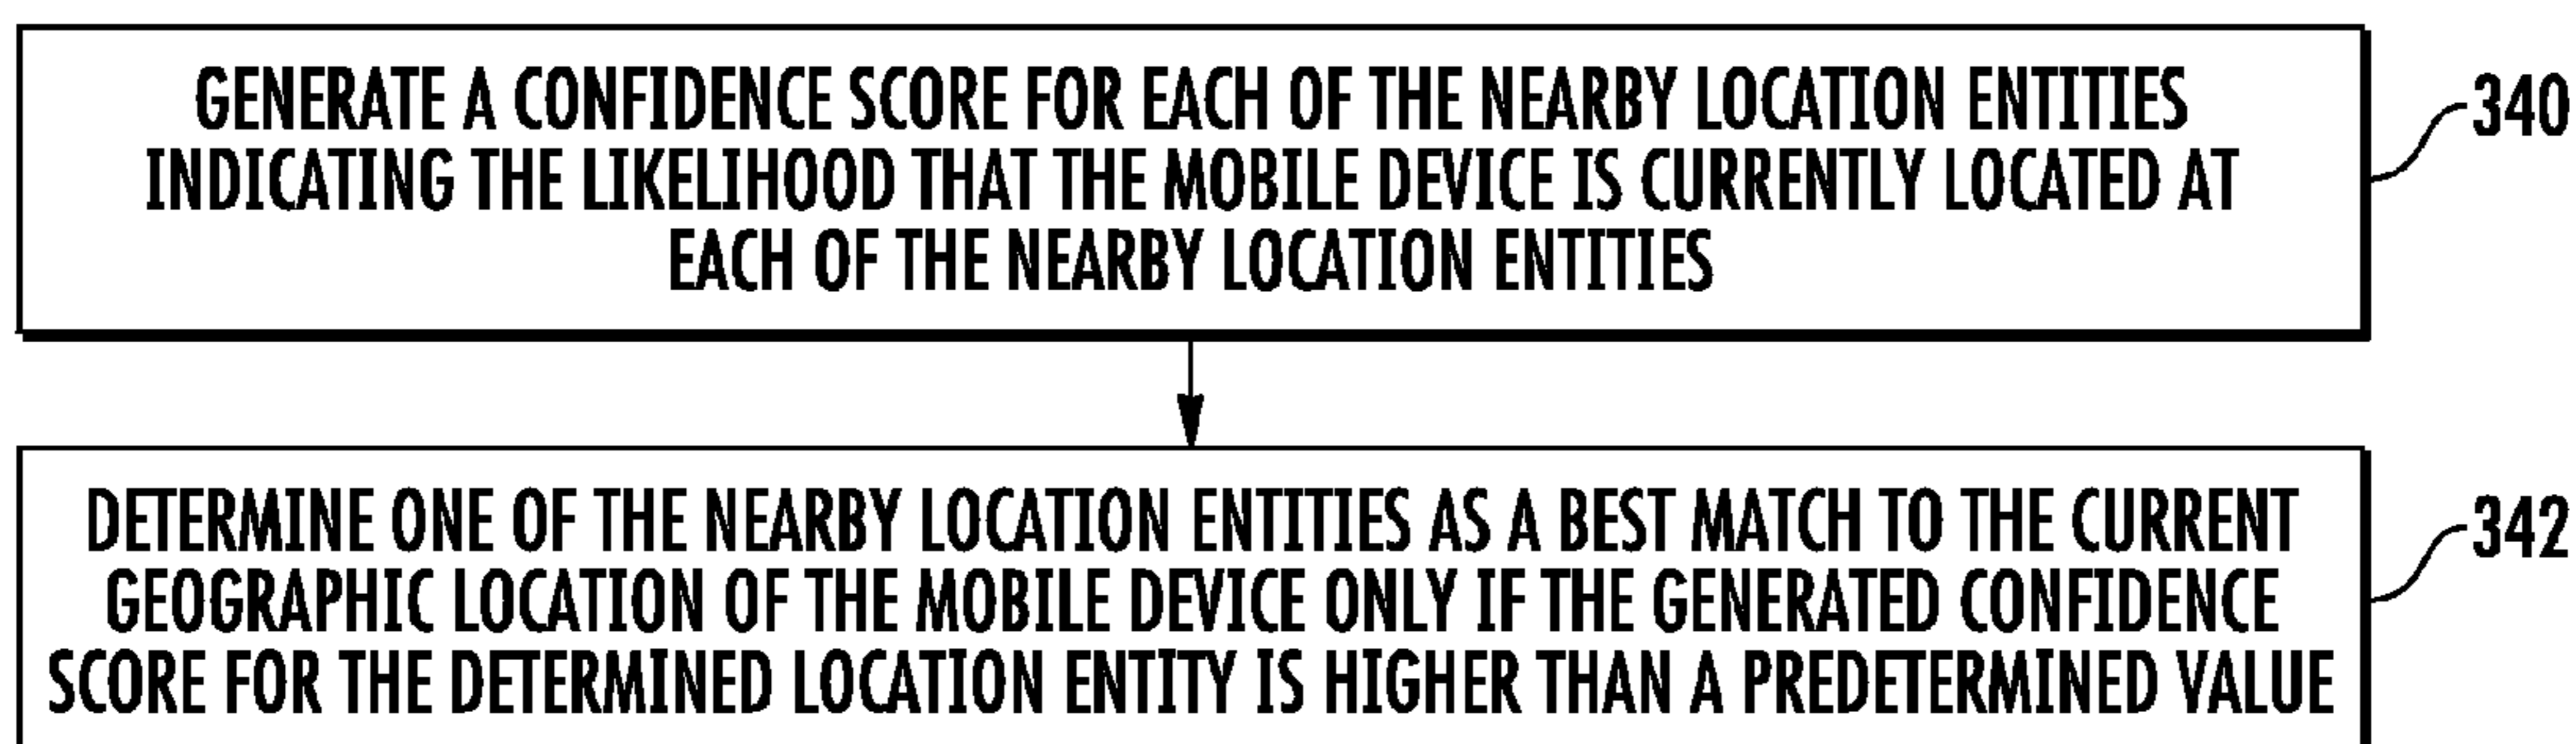 GENERATE A CONFIDENCE SCORE FOR EACH OF THE NEARBY LOCATION ENTITIES
INDICATING THE LIKELIHOOD THAT THE MOBILE DEVICE IS CURRENTLY LOCATED AT
EACH OF THE NEARBY LOCATION ENTITIES
340
DETERMINE ONE OF THE NEARBY LOCATION ENTITIES AS A BEST MATCH TO THE CURRENT
GEOGRAPHIC LOCATION OF THE MOBILE DEVICE ONLY IF THE GENERATED CONFIDENCE
SCORE FOR THE DETERMINED LOCATION ENTITY IS HIGHER THAN A PREDETERMINED VALUE
342